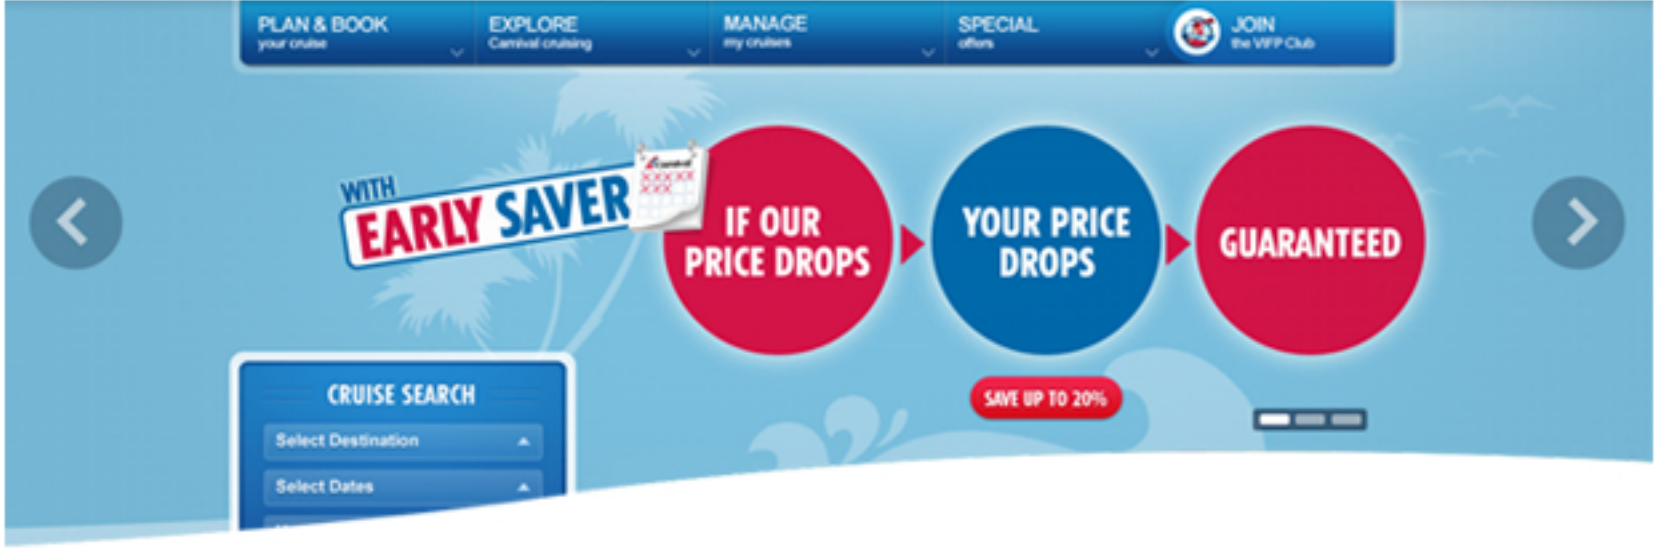 PLAN & BOOK
your cruise
EXPLORE
Carnival cruising
MANAGE
my cruises
SPECIAL
offers
JOIN
the VIFP Club
WITH
EARLY SAVER
Carnival
IF OUR
PRICE DROPS
YOUR PRICE
DROPS
GUARANTEED
SAVE UP TO 20%
CRUISE SEARCH
Select Destination
Select Dates